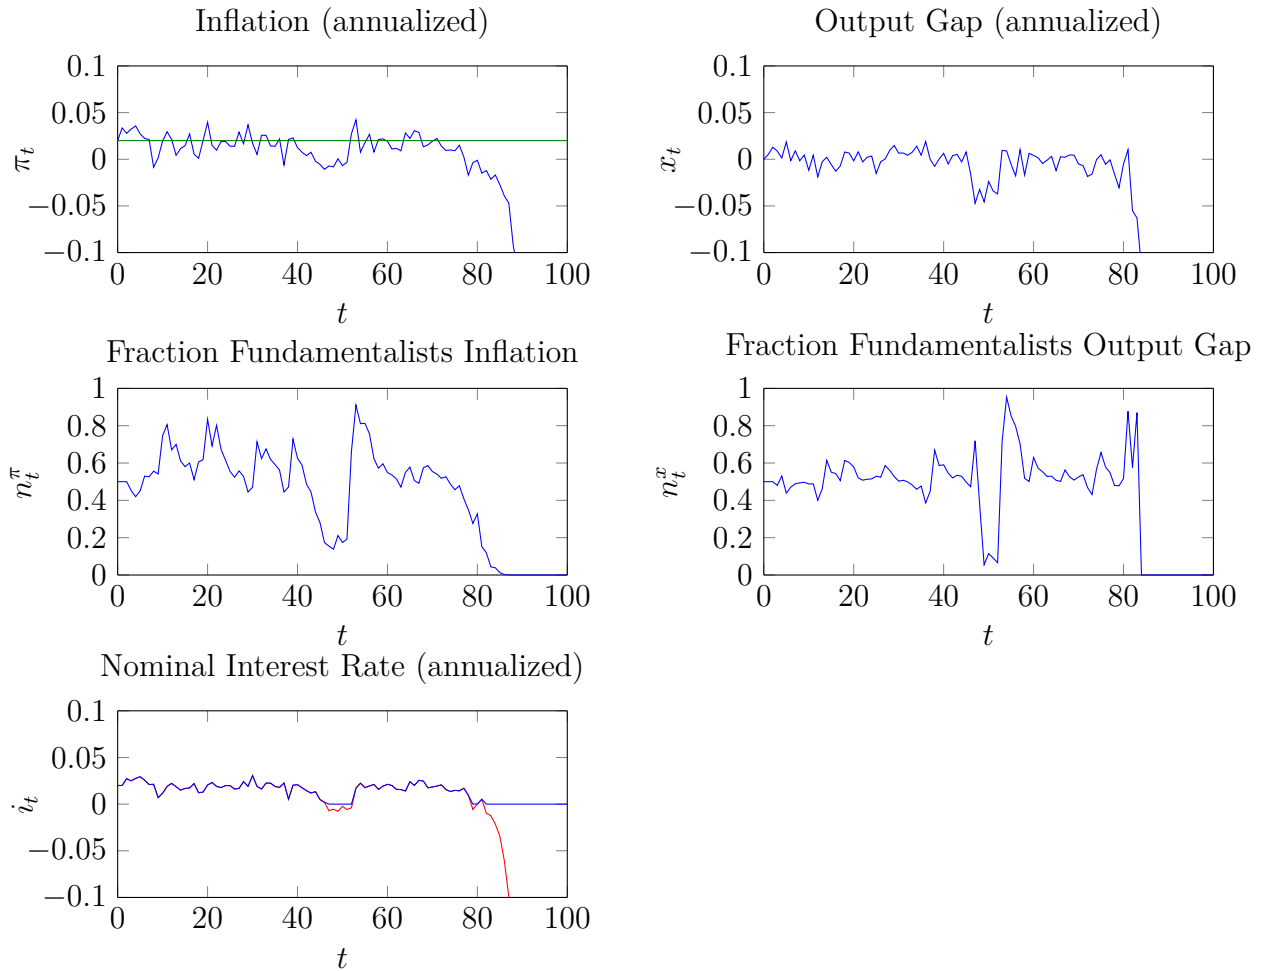 Inflation (annualized)
0.1
0.05
0
−0.05
−0.1
π_t
0 20 40 60 80 100
t
Output Gap (annualized)
0.1
0.05
0
−0.05
−0.1
x_t
0 20 40 60 80 100
t
Fraction Fundamentalists Inflation
1
0.8
0.6
0.4
0.2
0
n_t^π
0 20 40 60 80 100
t
Fraction Fundamentalists Output Gap
1
0.8
0.6
0.4
0.2
0
n_t^x
0 20 40 60 80 100
t
Nominal Interest Rate (annualized)
0.1
0.05
0
−0.05
−0.1
i_t
0 20 40 60 80 100
t